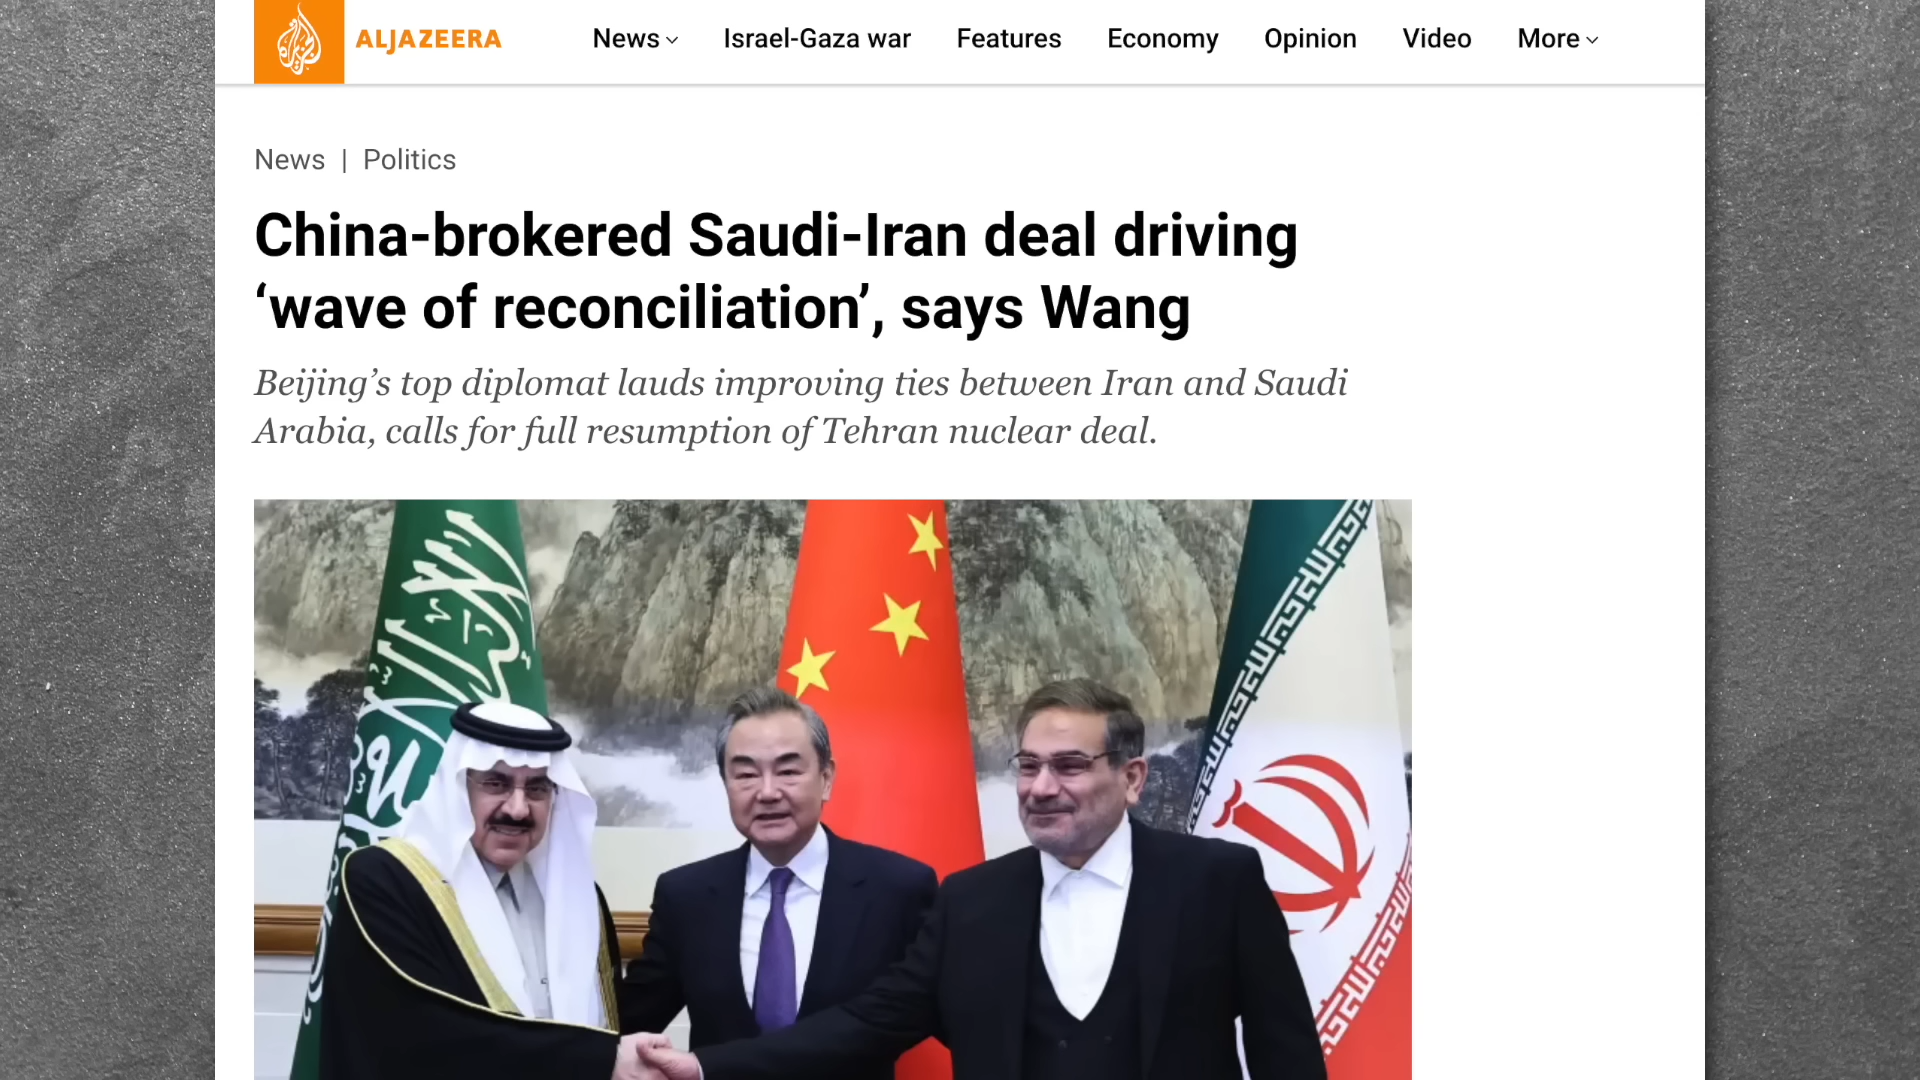 ALJAZEERA
News
Israel-Gaza war
Features
Economy
Opinion
Video
More
News | Politics
China-brokered Saudi-Iran deal driving
‘wave of reconciliation’, says Wang
Beijing’s top diplomat lauds improving ties between Iran and Saudi
Arabia, calls for full resumption of Tehran nuclear deal.